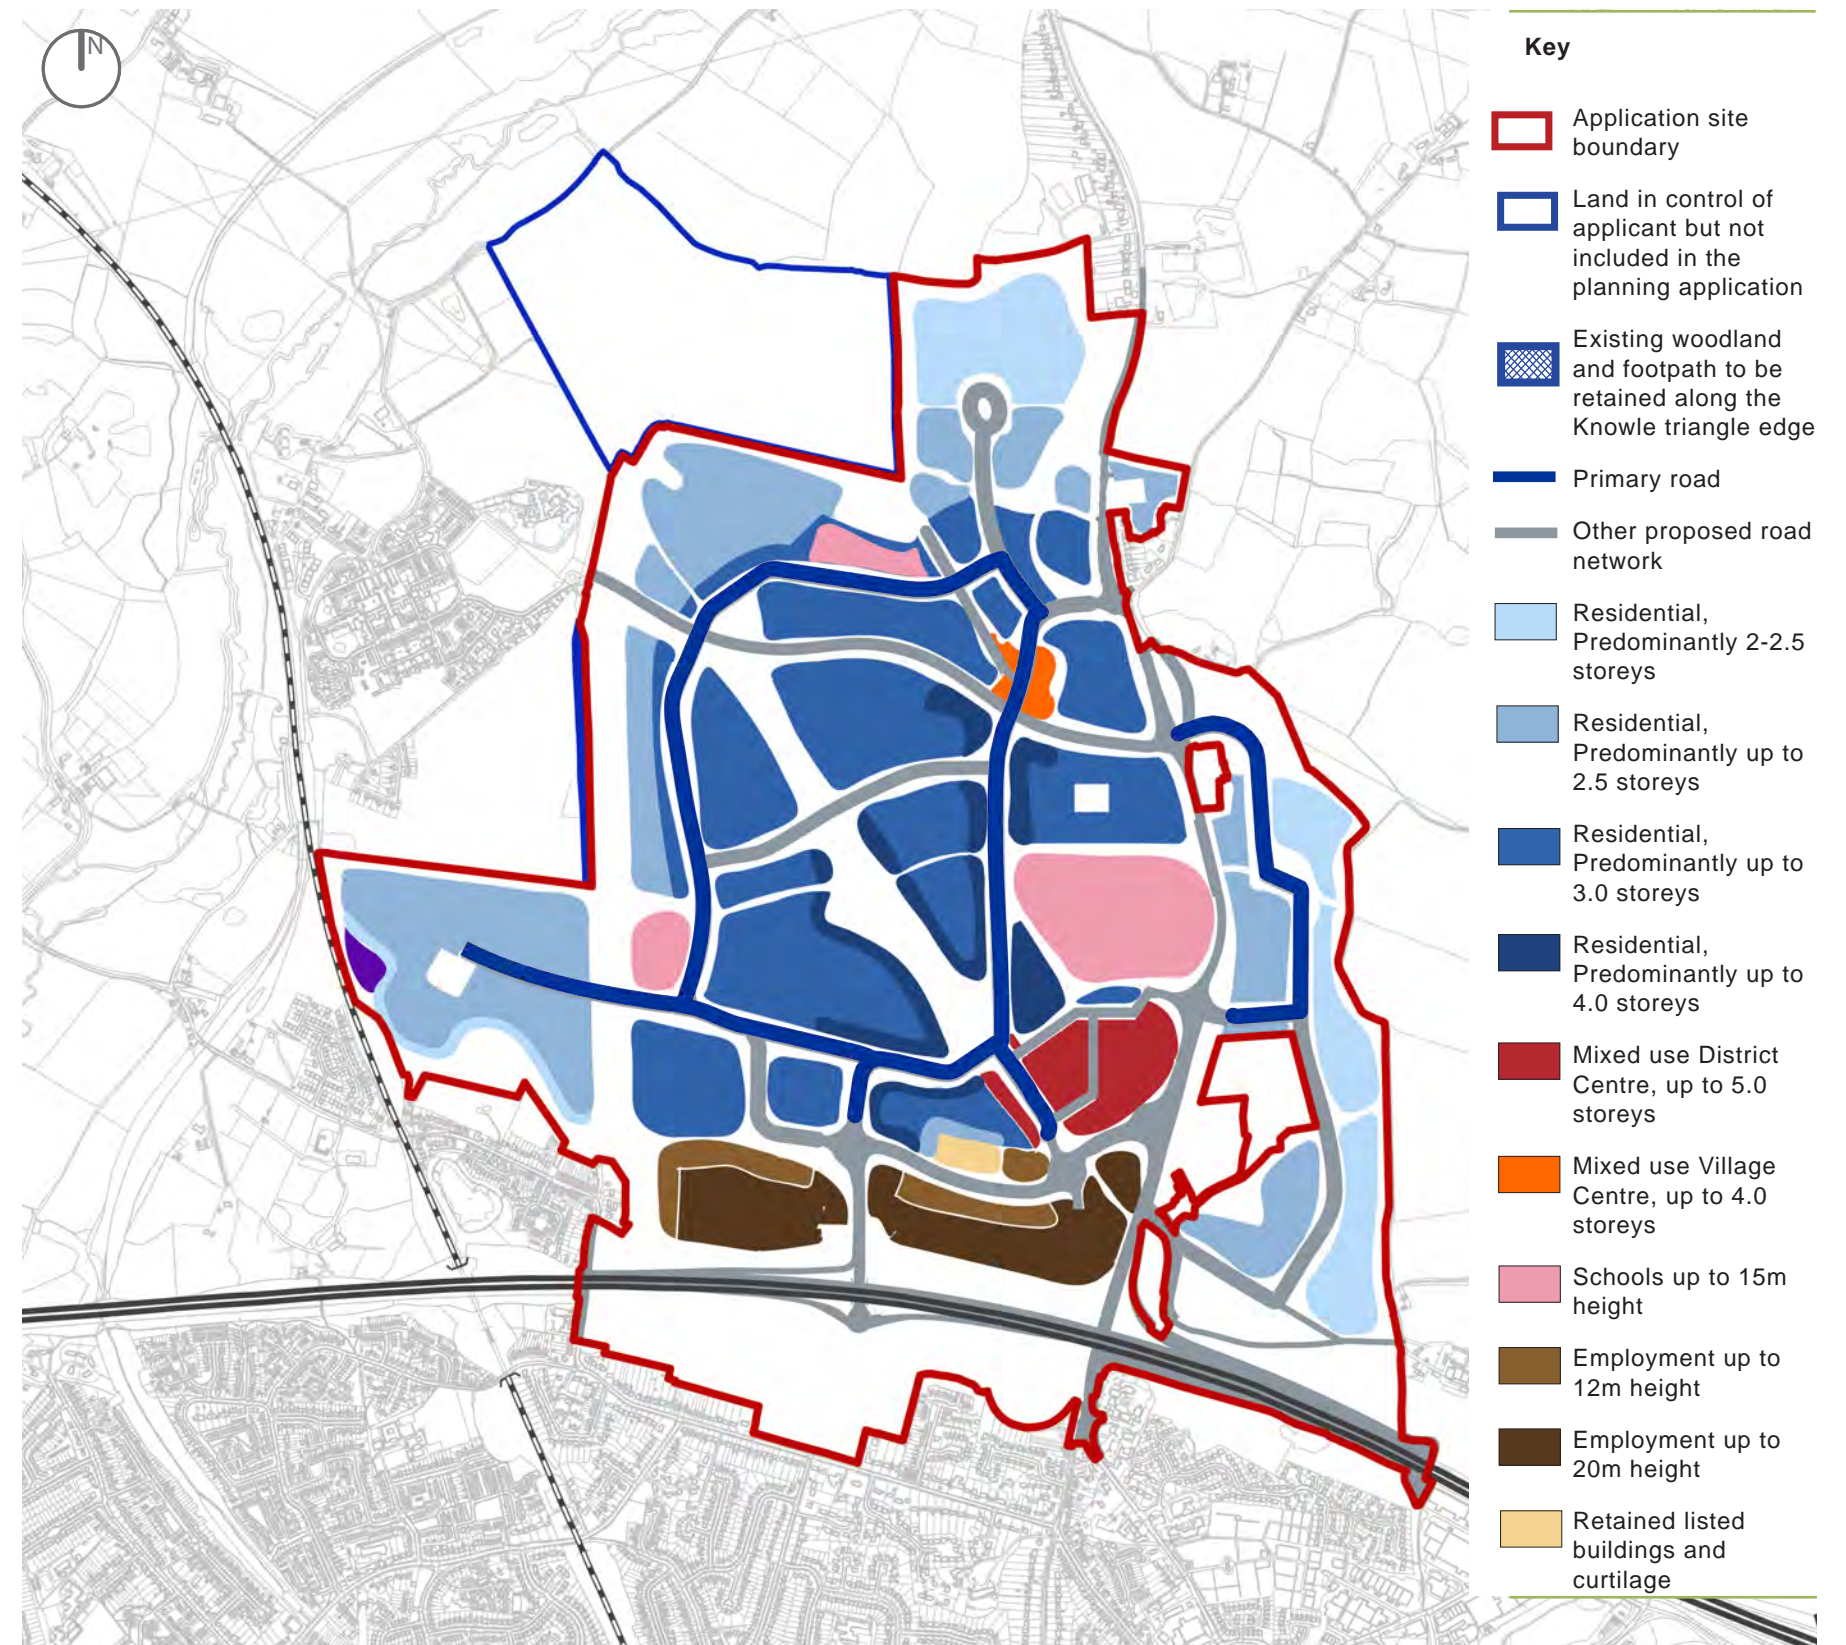 N
Key
Application site
boundary
Land in control of
applicant but not
included in the
planning application
Existing woodland
and footpath to be
retained along the
Knowle triangle edge
Primary road
Other proposed road
network
Residential,
Predominantly 2-2.5
storeys
Residential,
Predominantly up to
2.5 storeys
Residential,
Predominantly up to
3.0 storeys
Residential,
Predominantly up to
4.0 storeys
Mixed use District
Centre, up to 5.0
storeys
Mixed use Village
Centre, up to 4.0
storeys
Schools up to 15m
height
Employment up to
12m height
Employment up to
20m height
Retained listed
buildings and
curtilage